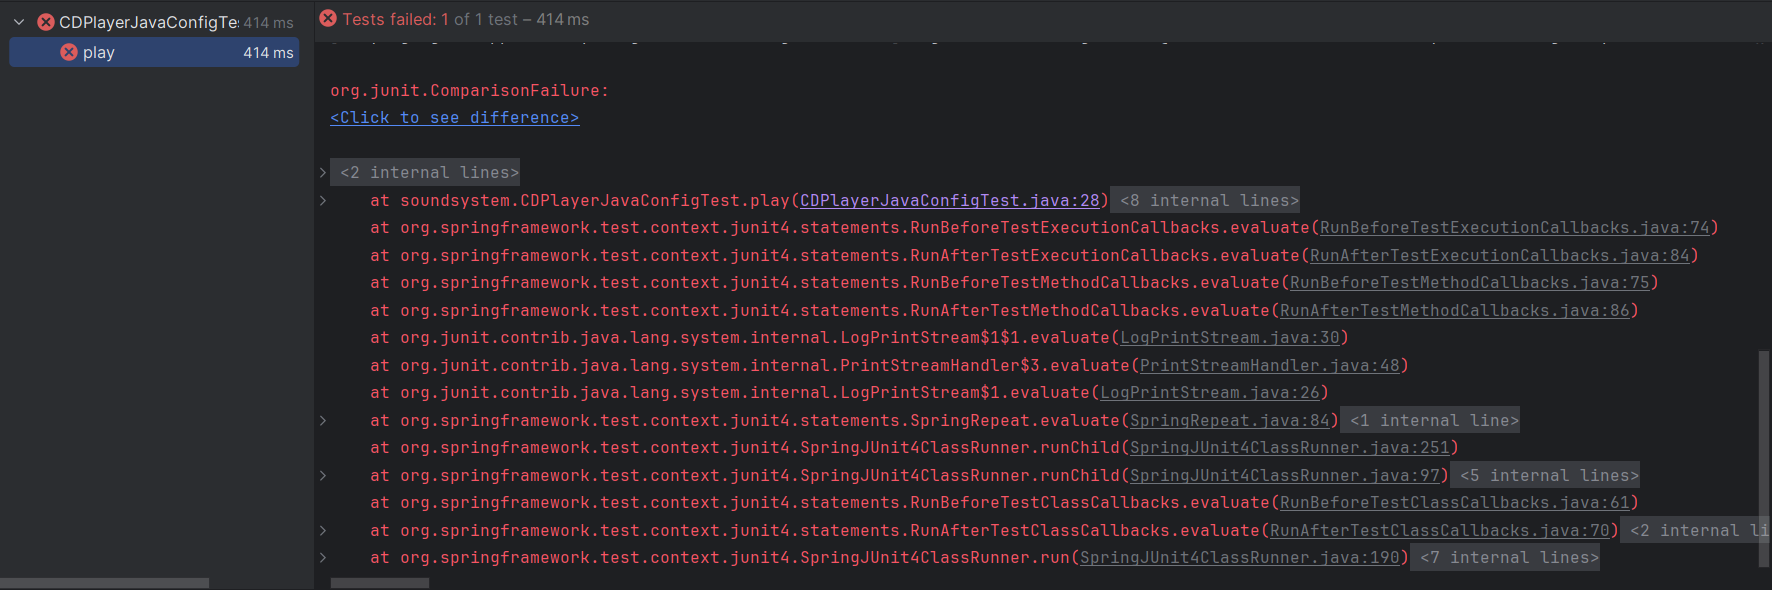 CDPlayerJavaConfigTe: 414 ms
play 414 ms
Tests failed: 1 of 1 test – 414 ms
org.junit.ComparisonFailure:
<Click to see difference>
<2 internal lines>
at soundsystem.CDPlayerJavaConfigTest.play(CDPlayerJavaConfigTest.java:28) <8 internal lines>
at org.springframework.test.context.junit4.statements.RunBeforeTestExecutionCallbacks.evaluate(RunBeforeTestExecutionCallbacks.java:74)
at org.springframework.test.context.junit4.statements.RunAfterTestExecutionCallbacks.evaluate(RunAfterTestExecutionCallbacks.java:84)
at org.springframework.test.context.junit4.statements.RunBeforeTestMethodCallbacks.evaluate(RunBeforeTestMethodCallbacks.java:75)
at org.springframework.test.context.junit4.statements.RunAfterTestMethodCallbacks.evaluate(RunAfterTestMethodCallbacks.java:86)
at org.junit.contrib.java.lang.system.internal.LogPrintStream$1$1.evaluate(LogPrintStream.java:30)
at org.junit.contrib.java.lang.system.internal.PrintStreamHandler$3.evaluate(PrintStreamHandler.java:48)
at org.junit.contrib.java.lang.system.internal.LogPrintStream$1.evaluate(LogPrintStream.java:26)
at org.springframework.test.context.junit4.statements.SpringRepeat.evaluate(SpringRepeat.java:84) <1 internal line>
at org.springframework.test.context.junit4.SpringJUnit4ClassRunner.runChild(SpringJUnit4ClassRunner.java:251)
at org.springframework.test.context.junit4.SpringJUnit4ClassRunner.runChild(SpringJUnit4ClassRunner.java:97) <5 internal lines>
at org.springframework.test.context.junit4.statements.RunBeforeTestClassCallbacks.evaluate(RunBeforeTestClassCallbacks.java:61)
at org.springframework.test.context.junit4.statements.RunAfterTestClassCallbacks.evaluate(RunAfterTestClassCallbacks.java:70) <2 internal li
at org.springframework.test.context.junit4.SpringJUnit4ClassRunner.run(SpringJUnit4ClassRunner.java:190) <7 internal lines>